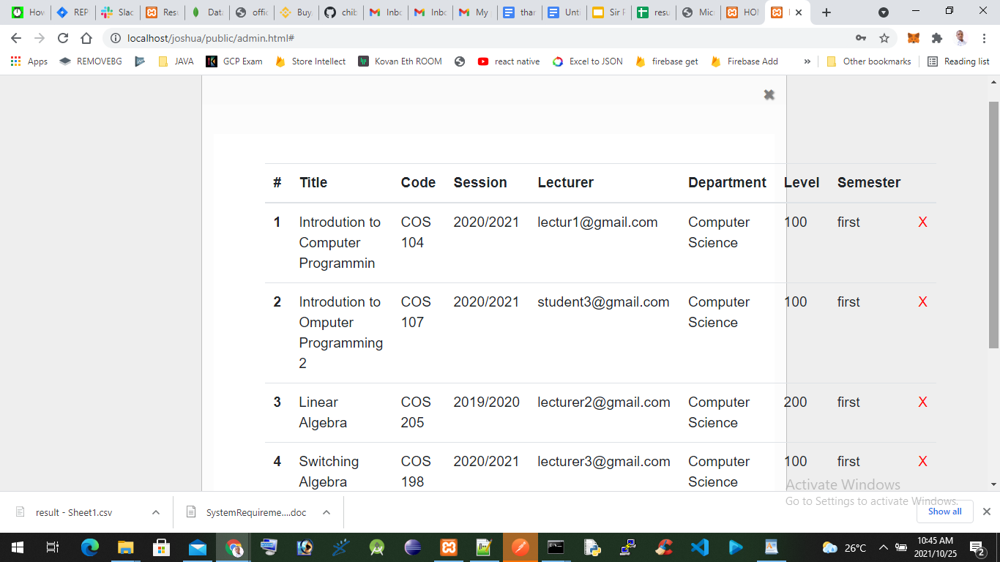 How
REP
Slac
Resu
Data
offic
Buy
chib
Inbo
Inbo
My
thar
Unti
Sir P
resu
Micr
HO
localhost/joshua/public/admin.html#
Apps
REMOVEBG
JAVA
GCP Exam
Store Intellect
Kovan Eth ROOM
react native
Excel to JSON
firebase get
Firebase Add
»
Other bookmarks
Reading list
# Title Code Session Lecturer Department Level Semester
1 Introdution to COS 2020/2021 lectur1@gmail.com Computer 100 first X
Computer 104 Science
Programmin
2 Introdution to COS 2020/2021 student3@gmail.com Computer 100 first X
Omputer 107 Science
Programming
2
3 Linear COS 2019/2020 lecturer2@gmail.com Computer 200 first X
Algebra 205 Science
4 Switching COS 2020/2021 lecturer3@gmail.com Computer 100 first X
Algebra 198 Science
Activate Windows
Go to Settings to activate Windows.
result - Sheet1.csv
SystemRequireme....doc
Show all
26°C
10:45 AM
2021/10/25
2